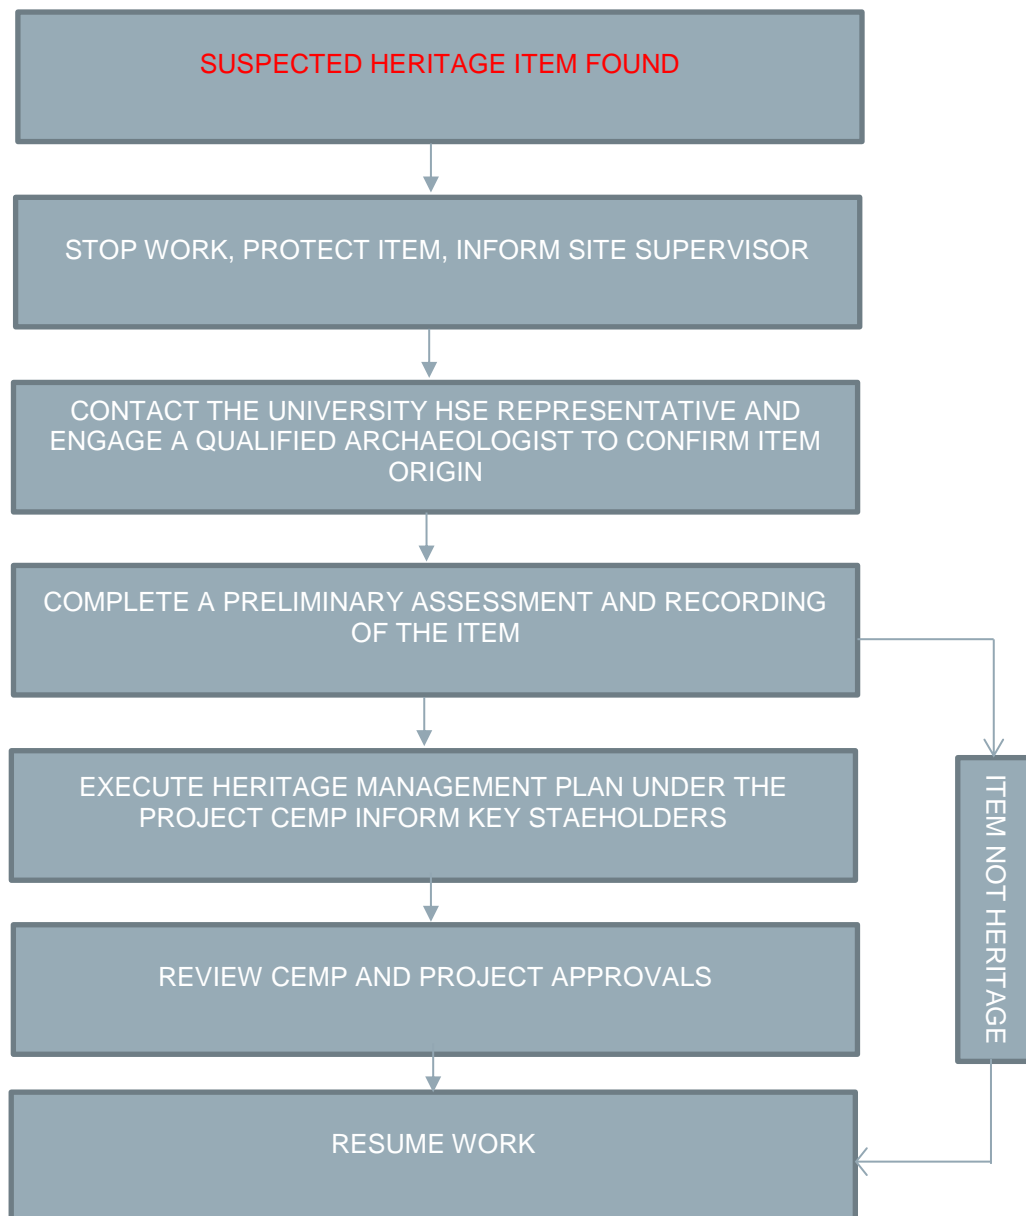 SUSPECTED HERITAGE ITEM FOUND
STOP WORK, PROTECT ITEM, INFORM SITE SUPERVISOR
CONTACT THE UNIVERSITY HSE REPRESENTATIVE AND
ENGAGE A QUALIFIED ARCHAEOLOGIST TO CONFIRM ITEM
ORIGIN
COMPLETE A PRELIMINARY ASSESSMENT AND RECORDING
OF THE ITEM
EXECUTE HERITAGE MANAGEMENT PLAN UNDER THE
PROJECT CEMP INFORM KEY STAEHOLDERS
ITEM NOT HERITAGE
REVIEW CEMP AND PROJECT APPROVALS
RESUME WORK